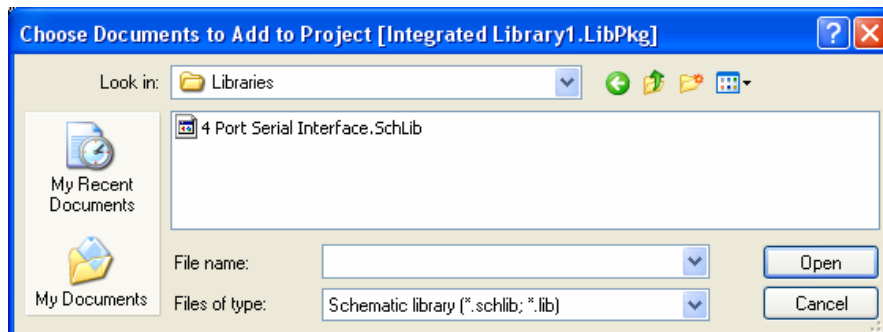 Choose Documents to Add to Project [Integrated Library1.LibPkg]
Look in:
Libraries
4 Port Serial Interface.SchLib
My Recent
Documents
My Documents
File name:
Open
Files of type:
Schematic library (*.schlib; *.lib)
Cancel